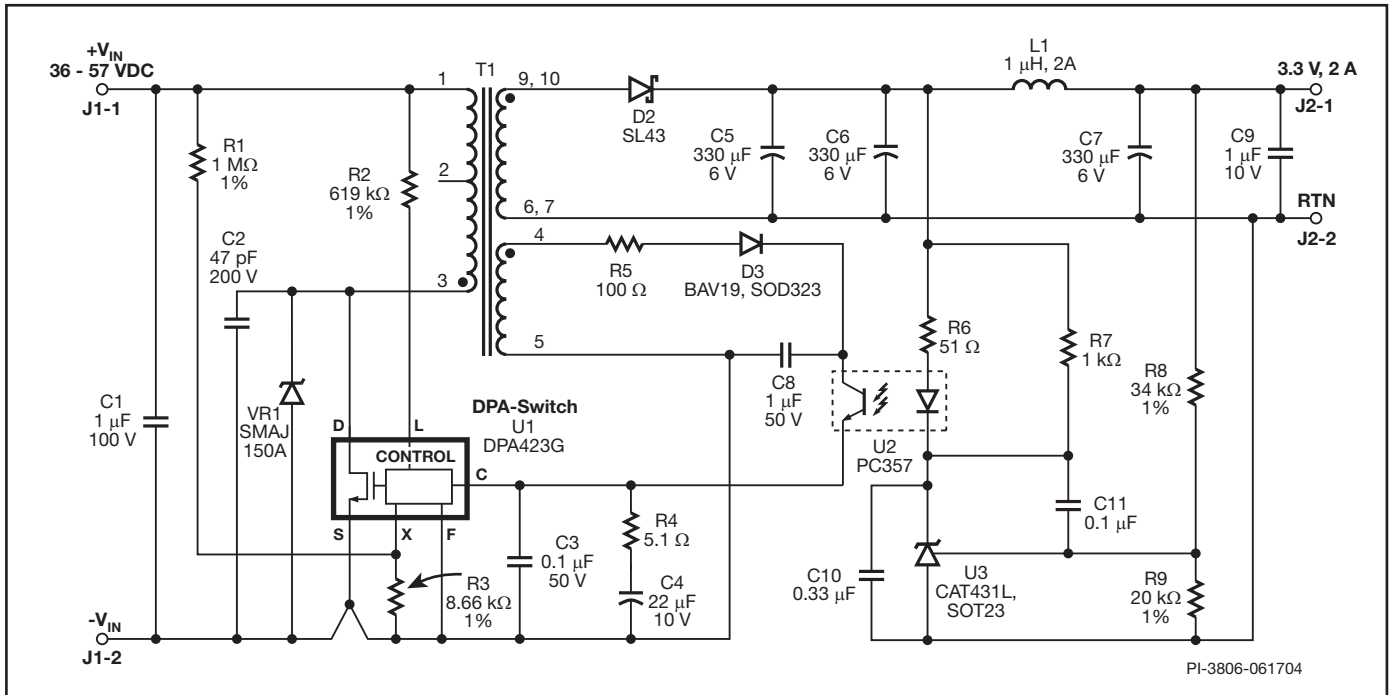 +VIN
36 - 57 VDC
J1-1
R1
1 MΩ
1%
R2
619 kΩ
1%
1
2
3
T1
9, 10
6, 7
4
5
D2
SL43
C5
330 μF
6 V
C6
330 μF
6 V
L1
1 μH, 2A
C7
330 μF
6 V
C9
1 μF
10 V
3.3 V, 2 A
J2-1
RTN
J2-2
C2
47 pF
200 V
R5
100 Ω
D3
BAV19, SOD323
C8
1 μF
50 V
R6
51 Ω
R7
1 kΩ
R8
34 kΩ
1%
C1
1 μF
100 V
VR1
SMAJ
150A
DPA-Switch
U1
DPA423G
D
L
CONTROL
C
S
X
F
U2
PC357
R3
8.66 kΩ
1%
C3
0.1 μF
50 V
R4
5.1 Ω
C4
22 μF
10 V
C11
0.1 μF
C10
0.33 μF
U3
CAT431L,
SOT23
R9
20 kΩ
1%
-VIN
J1-2
PI-3806-061704